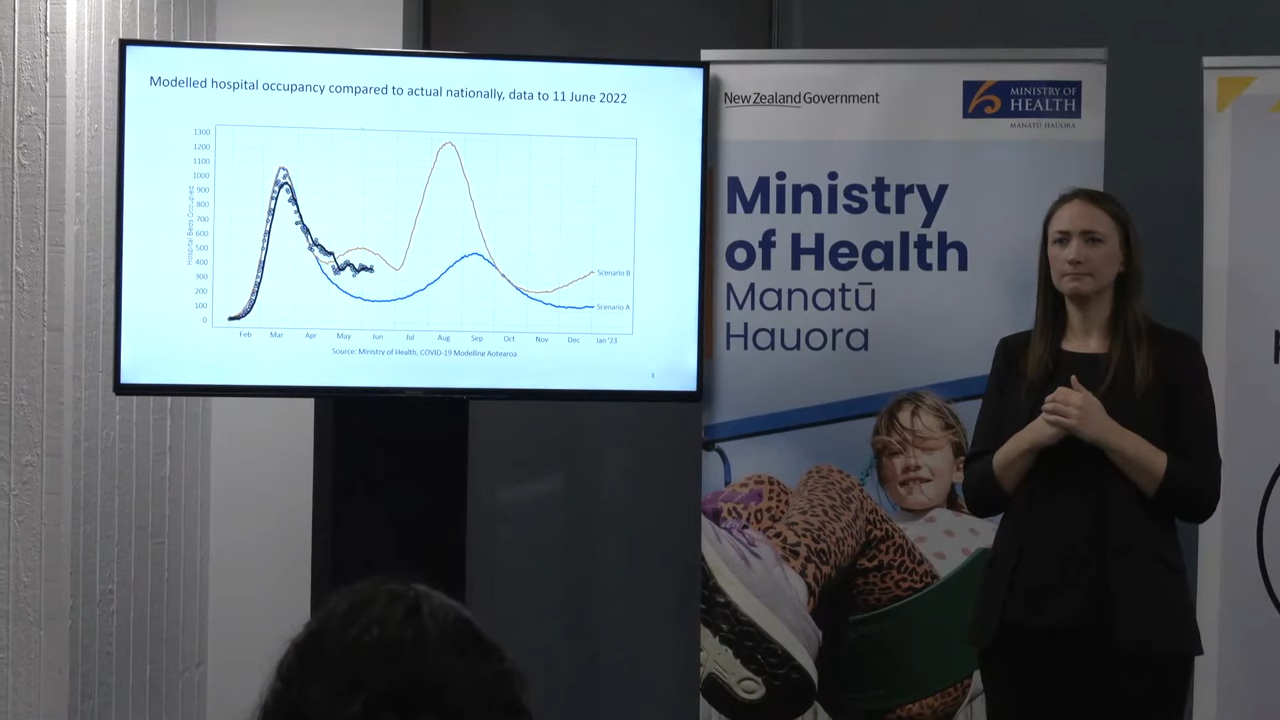 Modelled hospital occupancy compared to actual nationally, data to 11 June 2022
1300
1200
1100
1000
900
800
700
600
500
400
300
200
100
0
Hospital Beds Occupied
Scenario B
Scenario A
Feb Mar Apr May Jun Jul Aug Sep Oct Nov Dec Jan '23
Source: Ministry of Health, COVID-19 Modelling Aotearoa
1
New Zealand Government
MINISTRY OF
HEALTH
MANATŪ HAUORA
Ministry
of Health
Manatū
Hauora